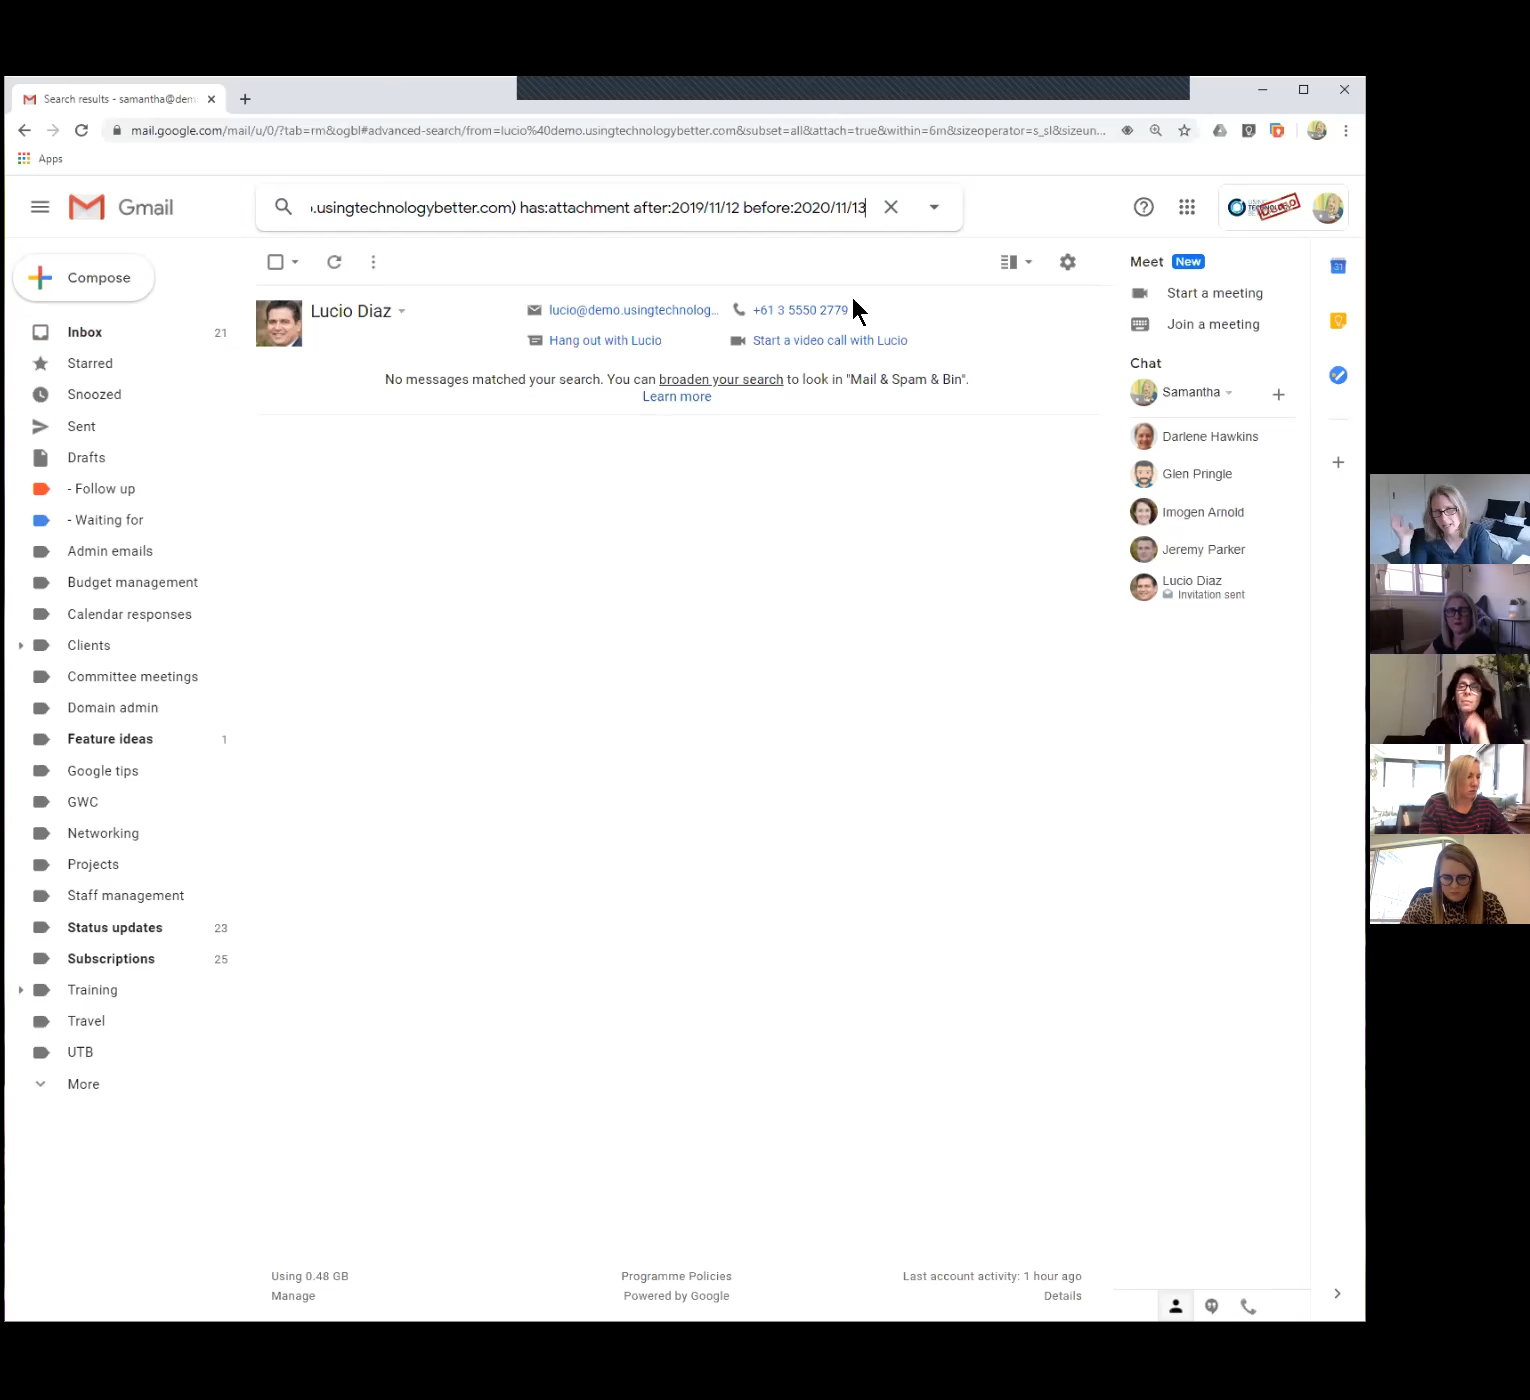 Search results - samantha@dem
mail.google.com/mail/u/0/?tab=rm&ogbl#advanced-search/from=lucio%40demo.usingtechnologybetter.com&subset=all&attach=true&within=6m&sizeoperator=s_sl&sizeun...
Apps
Gmail
.usingtechnologybetter.com) has:attachment after:2019/11/12 before:2020/11/13
Compose
Inbox 21
Starred
Snoozed
Sent
Drafts
- Follow up
- Waiting for
Admin emails
Budget management
Calendar responses
Clients
Committee meetings
Domain admin
Feature ideas 1
Google tips
GWC
Networking
Projects
Staff management
Status updates 23
Subscriptions 25
Training
Travel
UTB
More
Lucio Diaz
lucio@demo.usingtechnolog...
+61 3 5550 2779
Hang out with Lucio
Start a video call with Lucio
No messages matched your search. You can broaden your search to look in "Mail & Spam & Bin".
Learn more
Using 0.48 GB
Manage
Programme Policies
Powered by Google
Last account activity: 1 hour ago
Details
Meet New
Start a meeting
Join a meeting
Chat
Samantha
Darlene Hawkins
Glen Pringle
Imogen Arnold
Jeremy Parker
Lucio Diaz
Invitation sent
31